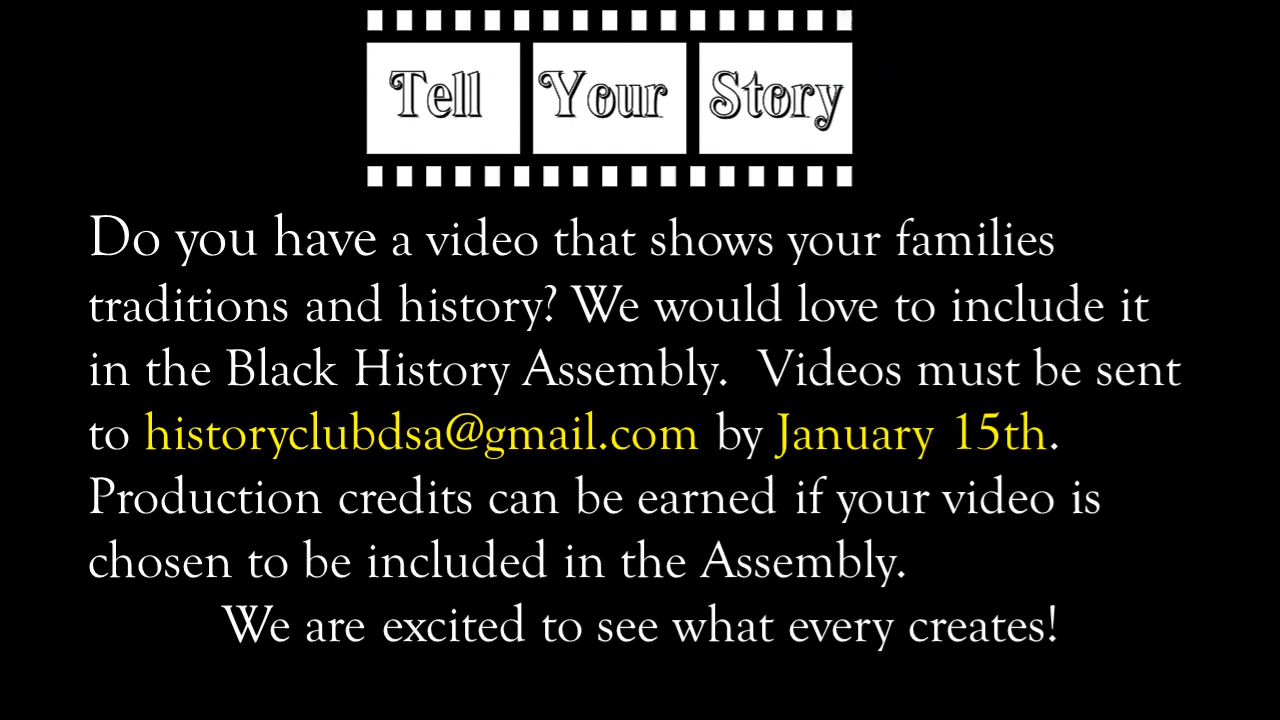 Tell Your Story
Do you have a video that shows your families
traditions and history? We would love to include it
in the Black History Assembly.  Videos must be sent
to historyclubdsa@gmail.com by January 15th.
Production credits can be earned if your video is
chosen to be included in the Assembly.
We are excited to see what every creates!